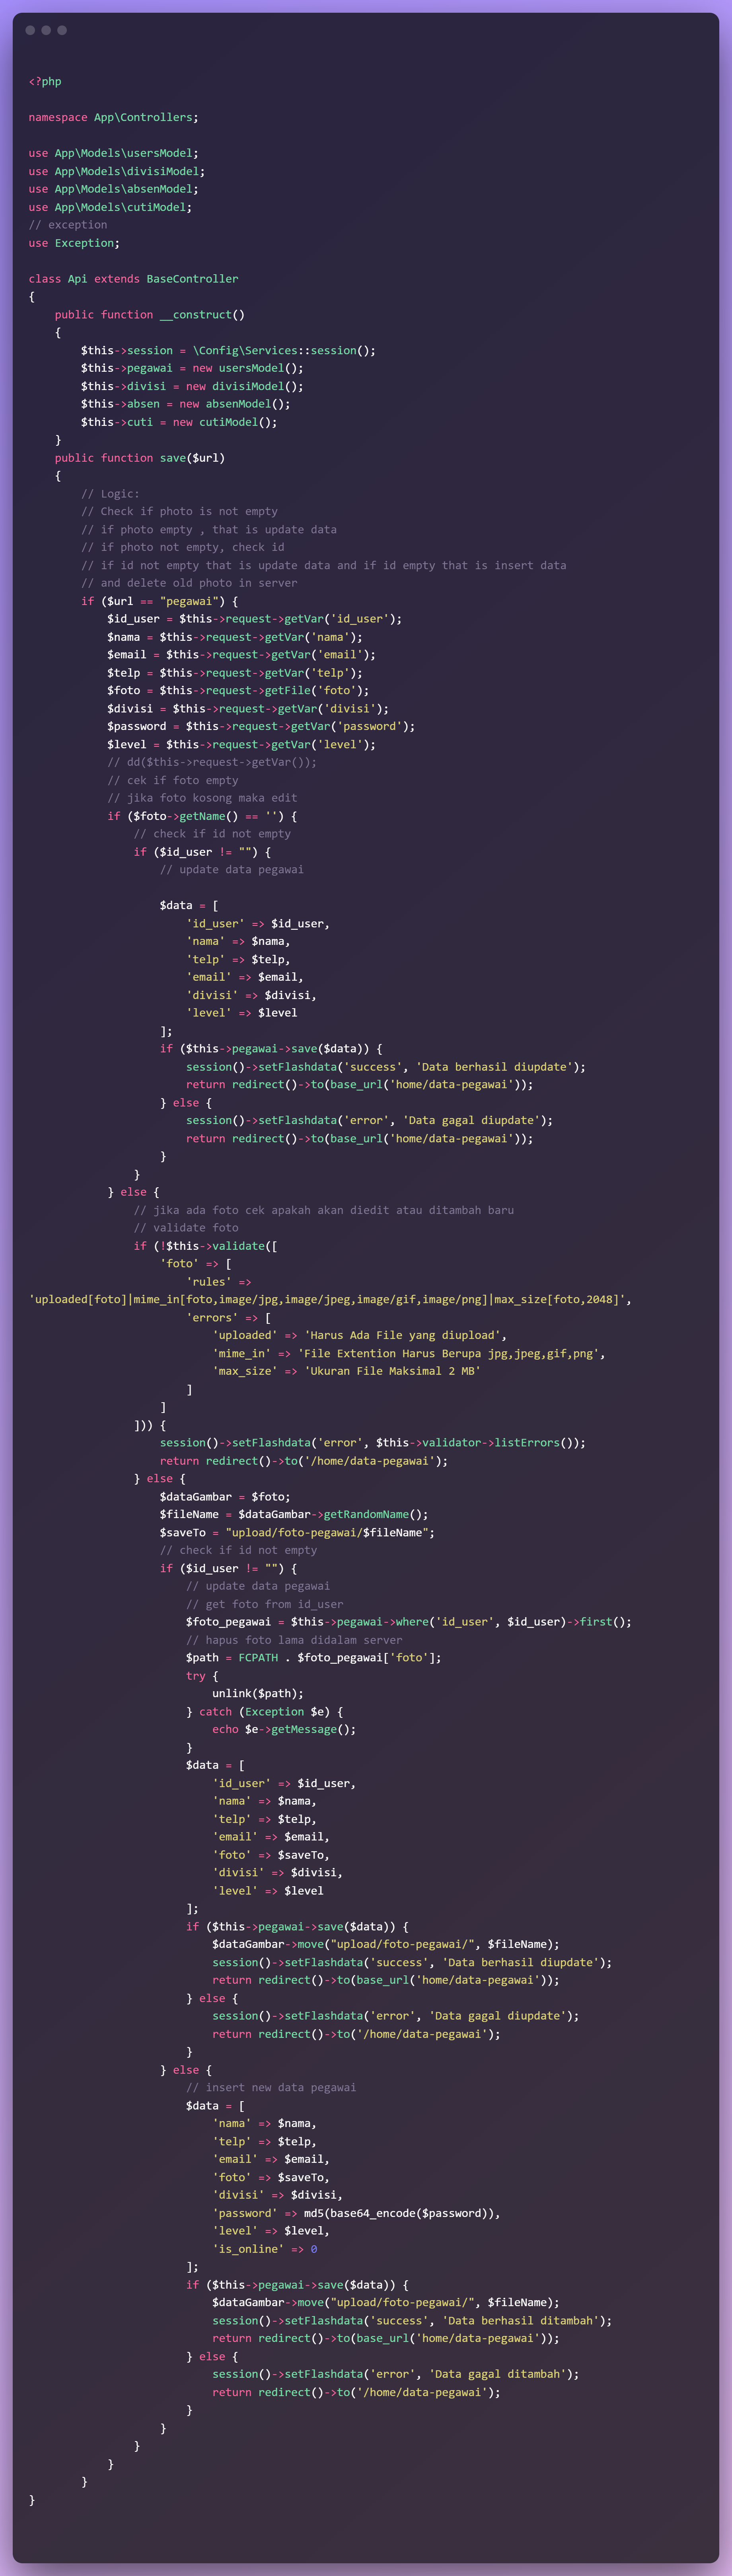 <?php
namespace App\Controllers;
use App\Models\usersModel;
use App\Models\divisiModel;
use App\Models\absenModel;
use App\Models\cutiModel;
// exception
use Exception;
class Api extends BaseController
{
    public function __construct()
    {
        $this->session = \Config\Services::session();
        $this->pegawai = new usersModel();
        $this->divisi = new divisiModel();
        $this->absen = new absenModel();
        $this->cuti = new cutiModel();
    }
    public function save($url)
    {
        // Logic:
        // Check if photo is not empty
        // if photo empty , that is update data
        // if photo not empty, check id
        // if id not empty that is update data and if id empty that is insert data
        // and delete old photo in server
        if ($url == "pegawai") {
            $id_user = $this->request->getVar('id_user');
            $nama = $this->request->getVar('nama');
            $email = $this->request->getVar('email');
            $telp = $this->request->getVar('telp');
            $foto = $this->request->getFile('foto');
            $divisi = $this->request->getVar('divisi');
            $password = $this->request->getVar('password');
            $level = $this->request->getVar('level');
            // dd($this->request->getVar());
            // cek if foto empty
            // jika foto kosong maka edit
            if ($foto->getName() == '') {
                // check if id not empty
                if ($id_user != "") {
                    // update data pegawai
                    $data = [
                        'id_user' => $id_user,
                        'nama' => $nama,
                        'telp' => $telp,
                        'email' => $email,
                        'divisi' => $divisi,
                        'level' => $level
                    ];
                    if ($this->pegawai->save($data)) {
                        session()->setFlashdata('success', 'Data berhasil diupdate');
                        return redirect()->to(base_url('home/data-pegawai'));
                    } else {
                        session()->setFlashdata('error', 'Data gagal diupdate');
                        return redirect()->to(base_url('home/data-pegawai'));
                    }
                }
            } else {
                // jika ada foto cek apakah akan diedit atau ditambah baru
                // validate foto
                if (!$this->validate([
                    'foto' => [
                        'rules' =>
'uploaded[foto]|mime_in[foto,image/jpg,image/jpeg,image/gif,image/png]|max_size[foto,2048]',
                        'errors' => [
                            'uploaded' => 'Harus Ada File yang diupload',
                            'mime_in' => 'File Extention Harus Berupa jpg,jpeg,gif,png',
                            'max_size' => 'Ukuran File Maksimal 2 MB'
                        ]
                    ]
                ])) {
                    session()->setFlashdata('error', $this->validator->listErrors());
                    return redirect()->to('/home/data-pegawai');
                } else {
                    $dataGambar = $foto;
                    $fileName = $dataGambar->getRandomName();
                    $saveTo = "upload/foto-pegawai/$fileName";
                    // check if id not empty
                    if ($id_user != "") {
                        // update data pegawai
                        // get foto from id_user
                        $foto_pegawai = $this->pegawai->where('id_user', $id_user)->first();
                        // hapus foto lama didalam server
                        $path = FCPATH . $foto_pegawai['foto'];
                        try {
                            unlink($path);
                        } catch (Exception $e) {
                            echo $e->getMessage();
                        }
                        $data = [
                            'id_user' => $id_user,
                            'nama' => $nama,
                            'telp' => $telp,
                            'email' => $email,
                            'foto' => $saveTo,
                            'divisi' => $divisi,
                            'level' => $level
                        ];
                        if ($this->pegawai->save($data)) {
                            $dataGambar->move("upload/foto-pegawai/", $fileName);
                            session()->setFlashdata('success', 'Data berhasil diupdate');
                            return redirect()->to(base_url('home/data-pegawai'));
                        } else {
                            session()->setFlashdata('error', 'Data gagal diupdate');
                            return redirect()->to('/home/data-pegawai');
                        }
                    } else {
                        // insert new data pegawai
                        $data = [
                            'nama' => $nama,
                            'telp' => $telp,
                            'email' => $email,
                            'foto' => $saveTo,
                            'divisi' => $divisi,
                            'password' => md5(base64_encode($password)),
                            'level' => $level,
                            'is_online' => 0
                        ];
                        if ($this->pegawai->save($data)) {
                            $dataGambar->move("upload/foto-pegawai/", $fileName);
                            session()->setFlashdata('success', 'Data berhasil ditambah');
                            return redirect()->to(base_url('home/data-pegawai'));
                        } else {
                            session()->setFlashdata('error', 'Data gagal ditambah');
                            return redirect()->to('/home/data-pegawai');
                        }
                    }
                }
            }
        }
}